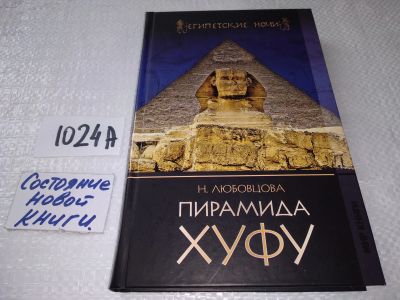 ЕГИПЕТСКИЕ НОЧИ
1024А
Состояние
новой
книги.
Н. ЛЮБОВЦОВА
ПИРАМИДА
ХУФУ